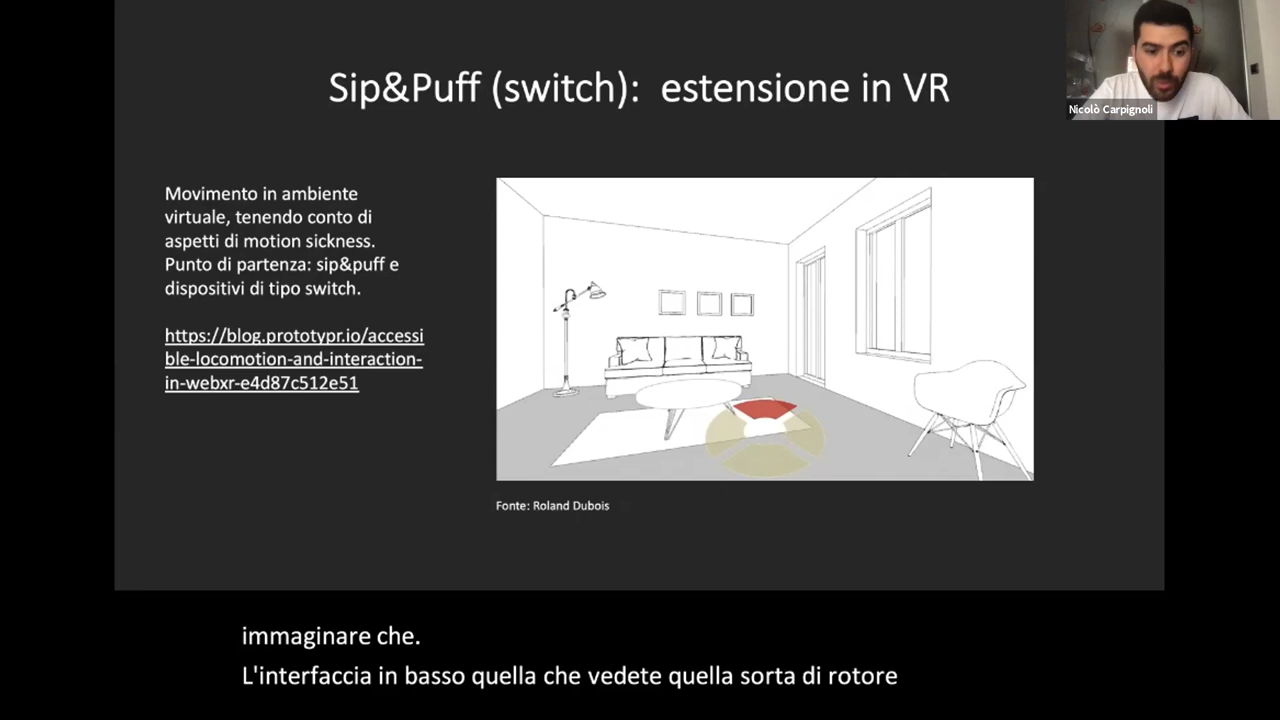 Sip&Puff (switch): estensione in VR
Nicolò Carpignoli
Movimento in ambiente
virtuale, tenendo conto di
aspetti di motion sickness.
Punto di partenza: sip&puff e
dispositivi di tipo switch.
https://blog.prototypr.io/accessi
ble-locomotion-and-interaction-
in-webxr-e4d87c512e51
Fonte: Roland Dubois
immaginare che.
L'interfaccia in basso quella che vedete quella sorta di rotore